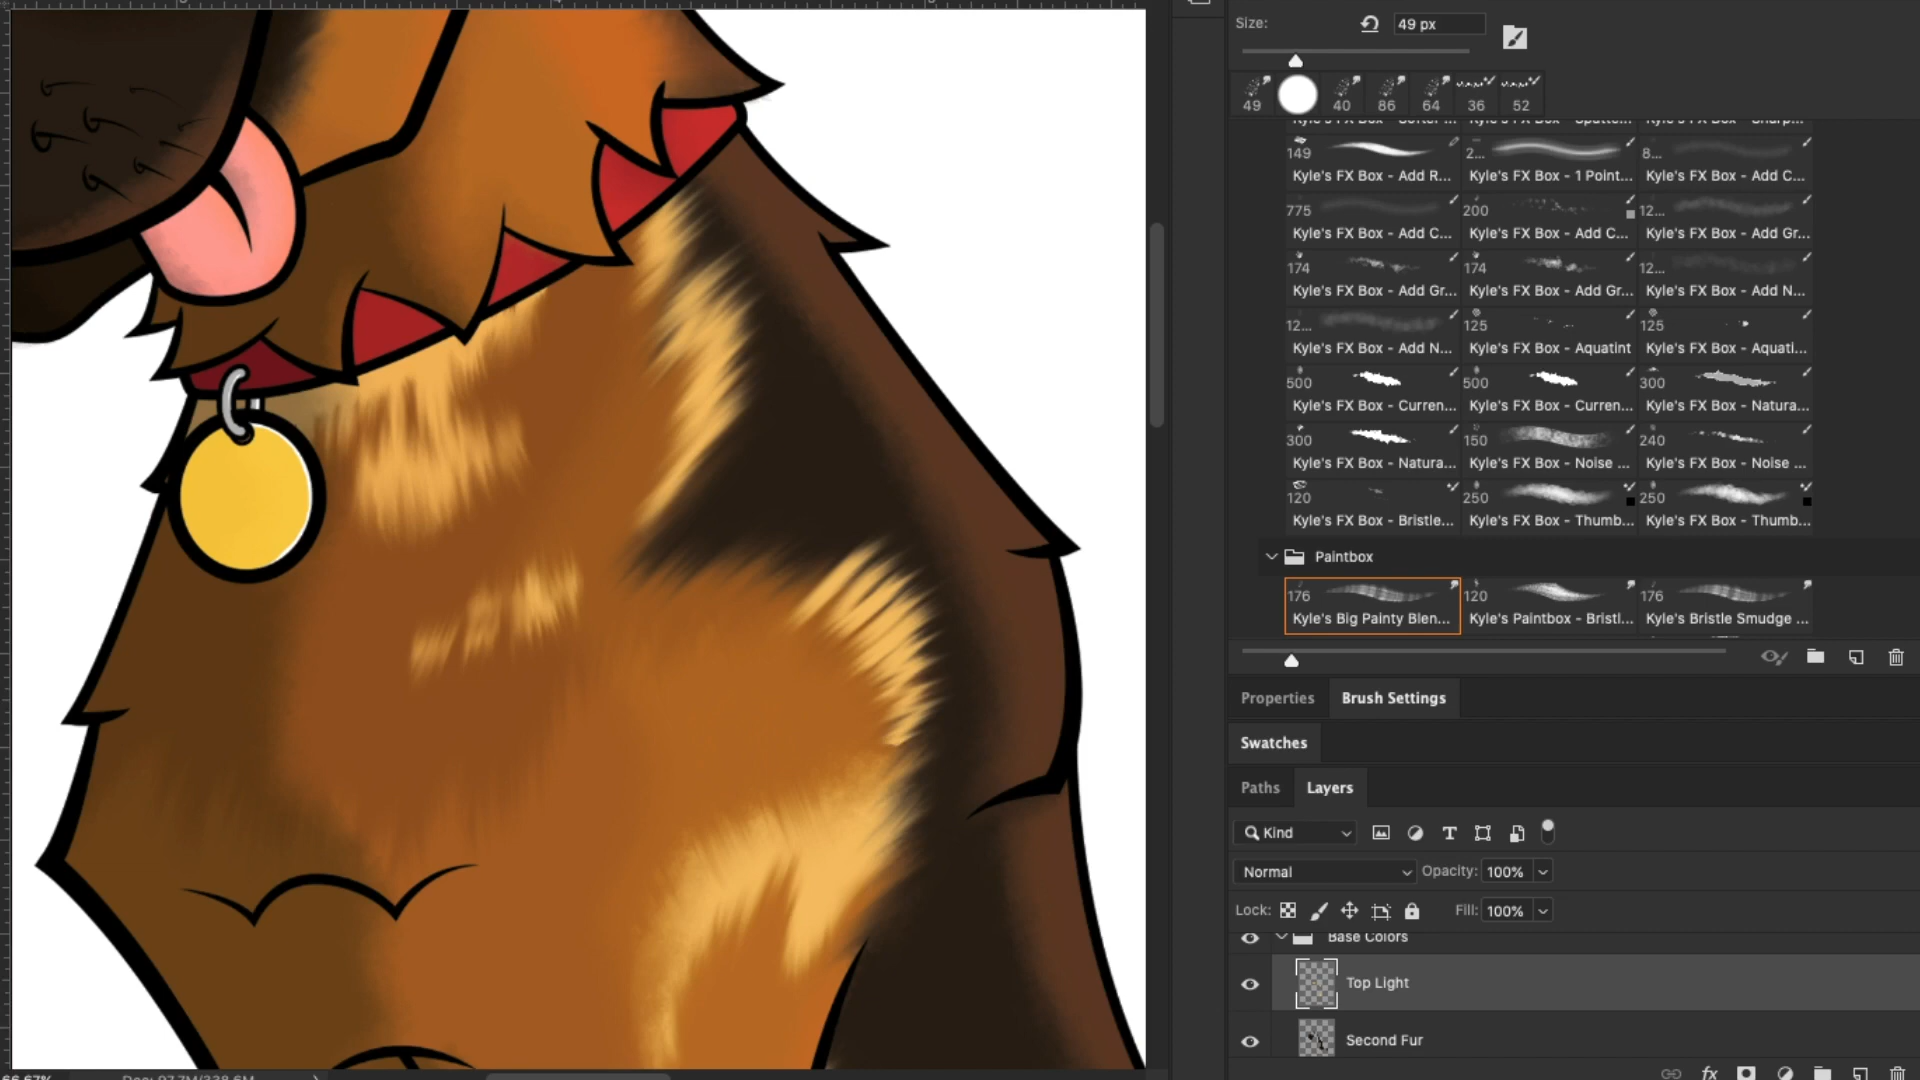 Size:
49 px
49
40
86
64
36
52
149
2...
8...
Kyle's FX Box - Add R...
Kyle's FX Box - 1 Point...
Kyle's FX Box - Add C...
775
200
12...
Kyle's FX Box - Add C...
Kyle's FX Box - Add C...
Kyle's FX Box - Add Gr...
174
174
12...
Kyle's FX Box - Add Gr...
Kyle's FX Box - Add Gr...
Kyle's FX Box - Add N...
12...
125
125
Kyle's FX Box - Add N...
Kyle's FX Box - Aquatint
Kyle's FX Box - Aquati...
500
500
300
Kyle's FX Box - Curren...
Kyle's FX Box - Curren...
Kyle's FX Box - Natura...
300
150
240
Kyle's FX Box - Natura...
Kyle's FX Box - Noise ...
Kyle's FX Box - Noise ...
120
250
250
Kyle's FX Box - Bristle...
Kyle's FX Box - Thumb...
Kyle's FX Box - Thumb...
Paintbox
176
120
176
Kyle's Big Painty Blen...
Kyle's Paintbox - Bristl...
Kyle's Bristle Smudge ...
Properties
Brush Settings
Swatches
Paths
Layers
Kind
Normal
Opacity: 100%
Lock:
Fill: 100%
Base Colors
Top Light
Second Fur
fx